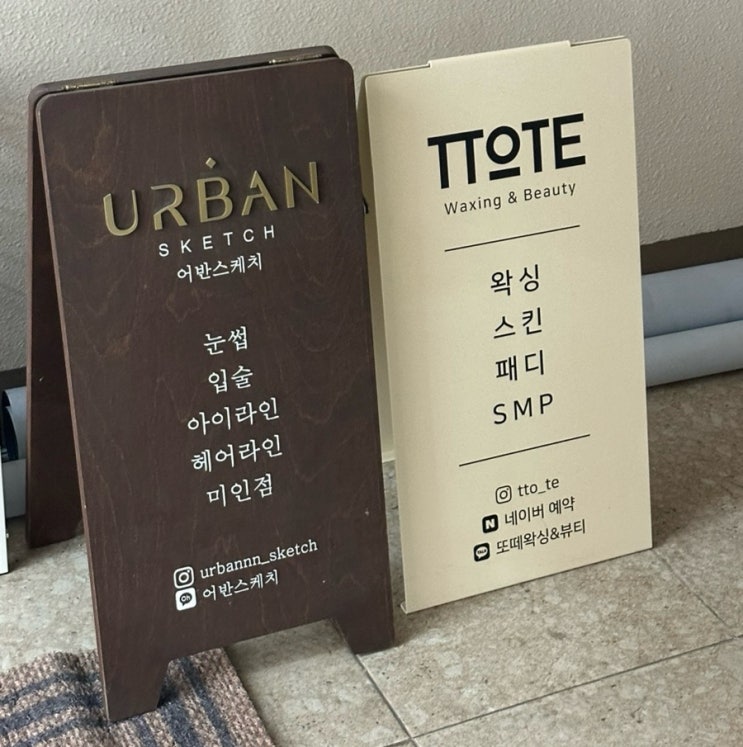 URBAN
SKETCH
어반스케치
눈썹
입술
아이라인
헤어라인
미인점
urbannn_sketch
Ch
어반스케치
TTOTE
Waxing & Beauty
왁싱
스킨
패디
SMP
tto_te
N 네이버 예약
또떼왁싱&뷰티